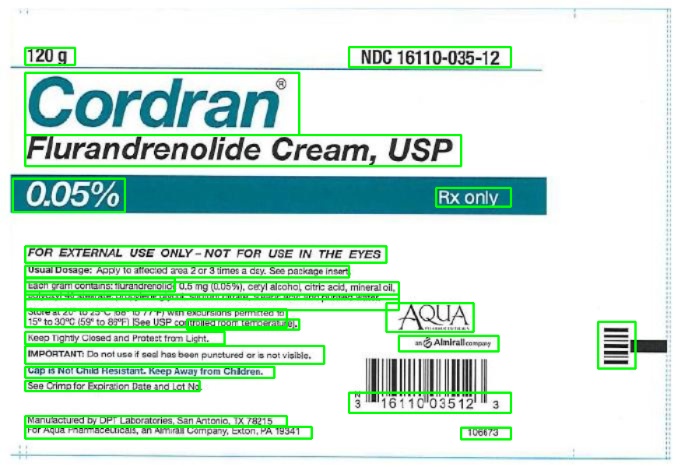 120 g
NDC 16110-035-12
Cordran®
Flurandrenolide Cream, USP
0.05%
Rx only
FOR EXTERNAL USE ONLY – NOT FOR USE IN THE EYES
Usual Dosage: Apply to affected area 2 or 3 times a day. See package insert.
Each gram contains: flurandrenolide 0.5 mg (0.05%), cetyl alcohol, citric acid, mineral oil,
Store at 20° to 25°C (68° to 77°F) with excursions permitted to
15° to 30°C (59° to 86°F) [See USP controlled room temperature].
Keep Tightly Closed and Protect from Light.
IMPORTANT: Do not use if seal has been punctured or is not visible.
Cap is Not Child Resistant. Keep Away from Children.
See Crimp for Expiration Date and Lot No.
AQUA
PHARMACEUTICALS
an Almirall company
3 16110 03512 3
Manufactured by DPT Laboratories, San Antonio, TX 78215
For Aqua Pharmaceuticals, an Almirall Company, Exton, PA 19341
106673